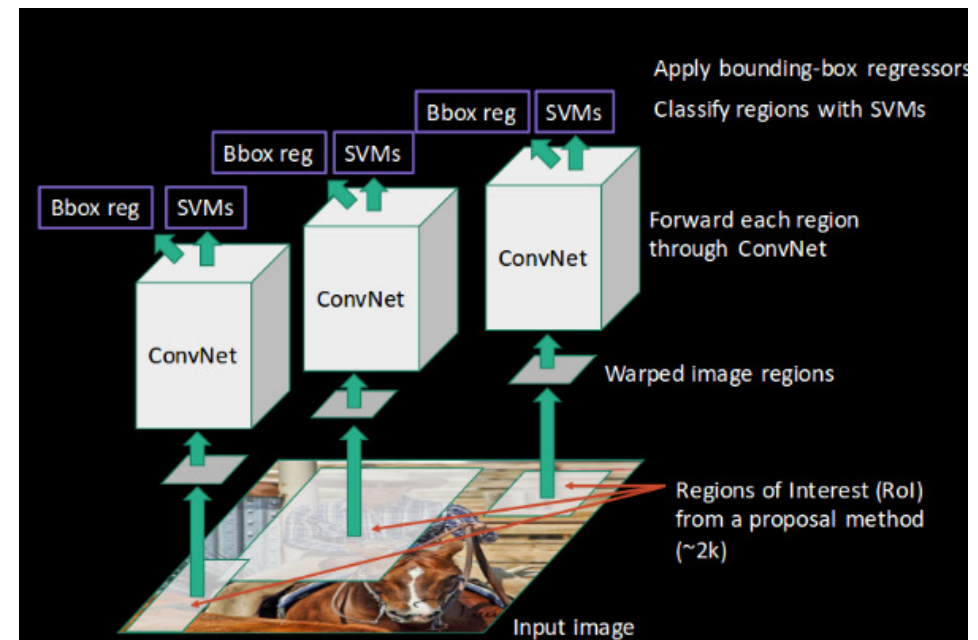 Apply bounding-box regressors
Bbox reg SVMs Classify regions with SVMs
Bbox reg SVMs
Bbox reg SVMs
Forward each region
through ConvNet
ConvNet
ConvNet
ConvNet
Warped image regions
Regions of Interest (RoI)
from a proposal method
(~2k)
Input image